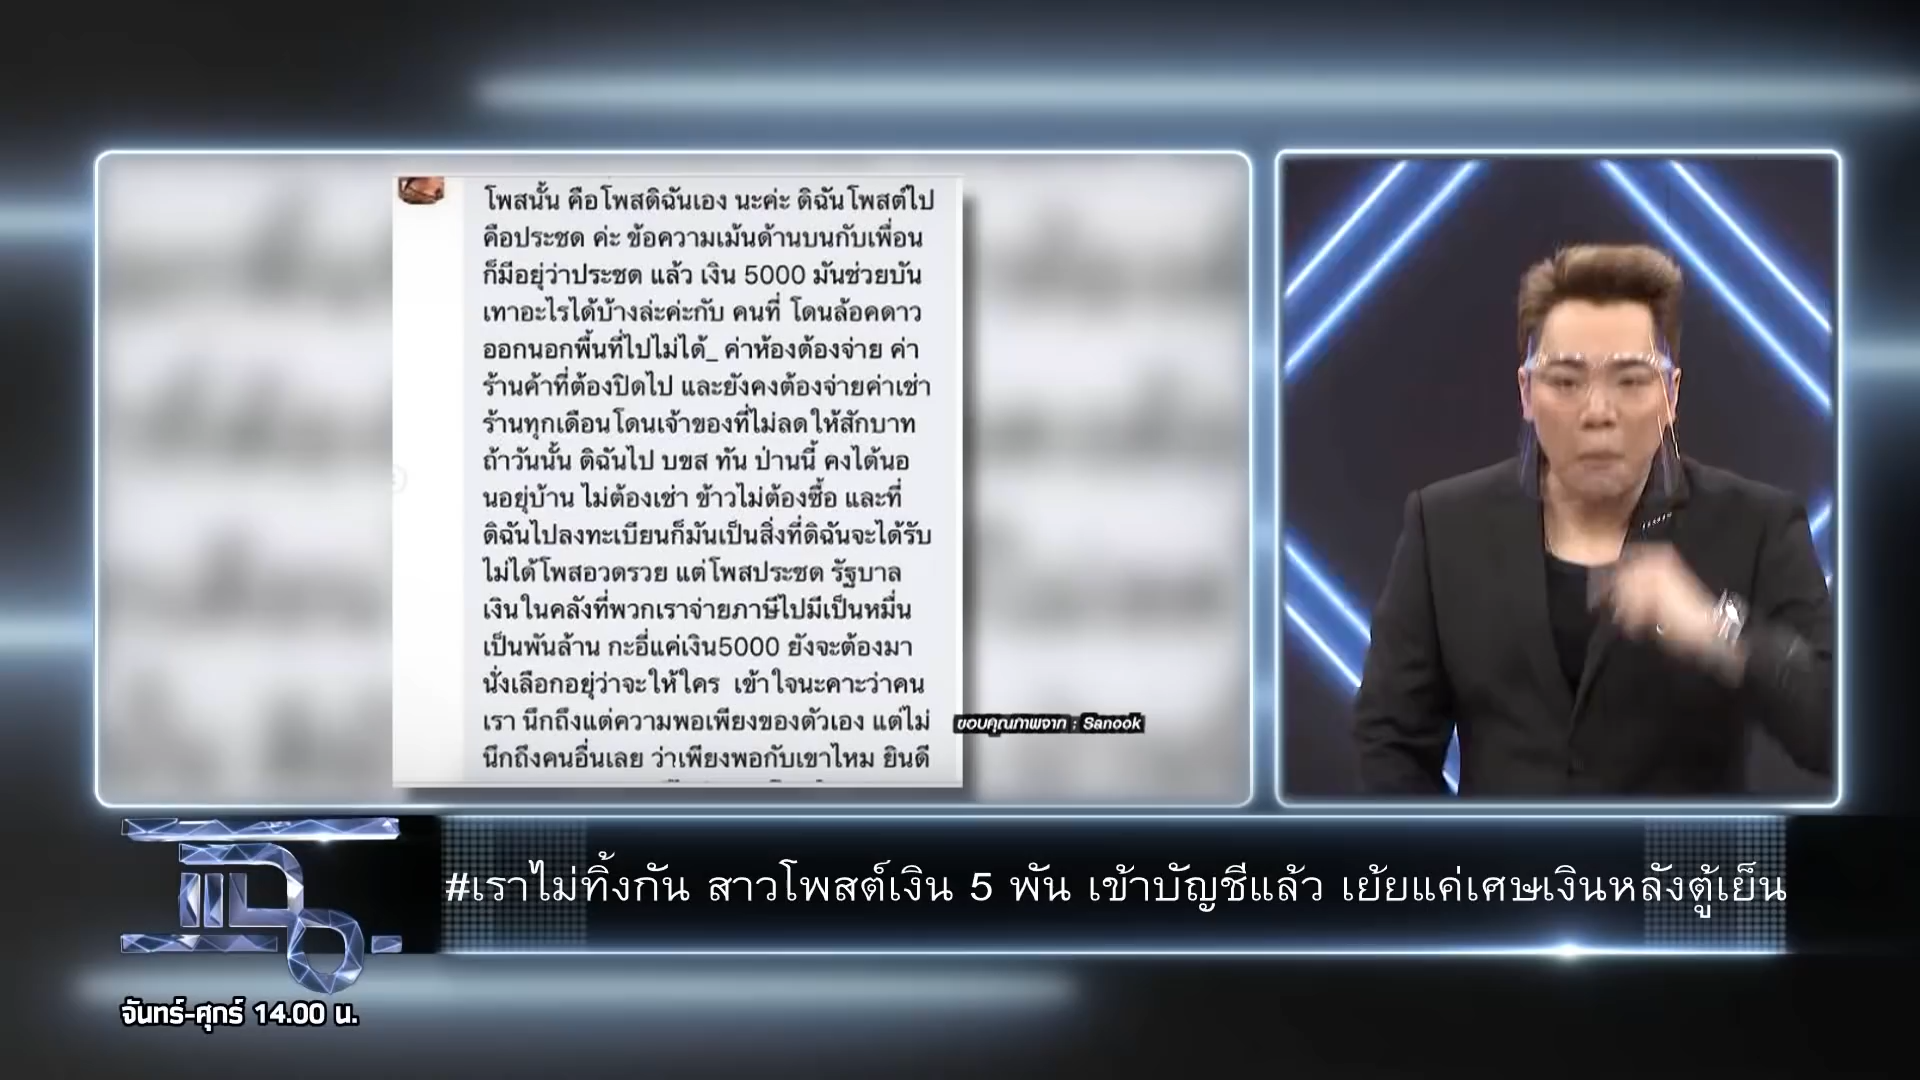 โพสนั้น คือโพสดิฉันเอง นะค่ะ ดิฉันโพสต์ไป
คือประชด ค่ะ ข้อความเม้นด้านบนกับเพื่อน
ก็มีอยุ่ว่าประชด แล้ว เงิน 5000 มันช่วยบัน
เทาอะไรได้บ้างล่ะค่ะกับ คนที่ โดนล้อคดาว
ออกนอกพื้นที่ไปไม่ได้_ ค่าห้องต้องจ่าย ค่า
ร้านค้าที่ต้องปิดไป และยังคงต้องจ่ายค่าเช่า
ร้านทุกเดือนโดนเจ้าของที่ไม่ลดให้สักบาท
ถ้าวันนั้น ดิฉันไป บขส ทัน ป่านนี้ คงได้นอ
นอยุ่บ้าน ไม่ต้องเช่า ข้าวไม่ต้องซื้อ และที่
ดิฉันไปลงทะเบียนก็มันเป็นสิ่งที่ดิฉันจะได้รับ
ไม่ได้โพสอวดรวย แต่โพสประชด รัฐบาล
เงินในคลังที่พวกเราจ่ายภาษีไปมีเป็นหมื่น
เป็นพันล้าน กะอี่แค่เงิน5000 ยังจะต้องมา
นั่งเลือกอยุ่ว่าจะให้ใคร เข้าใจนะคาะว่าคน
เรา นึกถึงแต่ความพอเพียงของตัวเอง แต่ไม่
นึกถึงคนอื่นเลย ว่าเพียงพอกับเขาไหม ยินดี
ขอบคุณภาพจาก : Sanook
#เราไม่ทิ้งกัน สาวโพสต์เงิน 5 พัน เข้าบัญชีแล้ว เย้ยแค่เศษเงินหลังตู้เย็น
แฉ.
จันทร์-ศุกร์ 14.00 น.